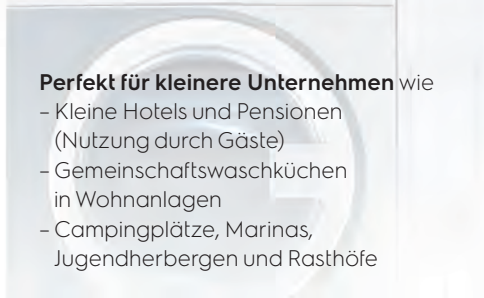 Perfekt für kleinere Unternehmen wie
– Kleine Hotels und Pensionen
(Nutzung durch Gäste)
– Gemeinschaftswaschküchen
in Wohnanlagen
– Campingplätze, Marinas,
Jugendherbergen und Rasthöfe